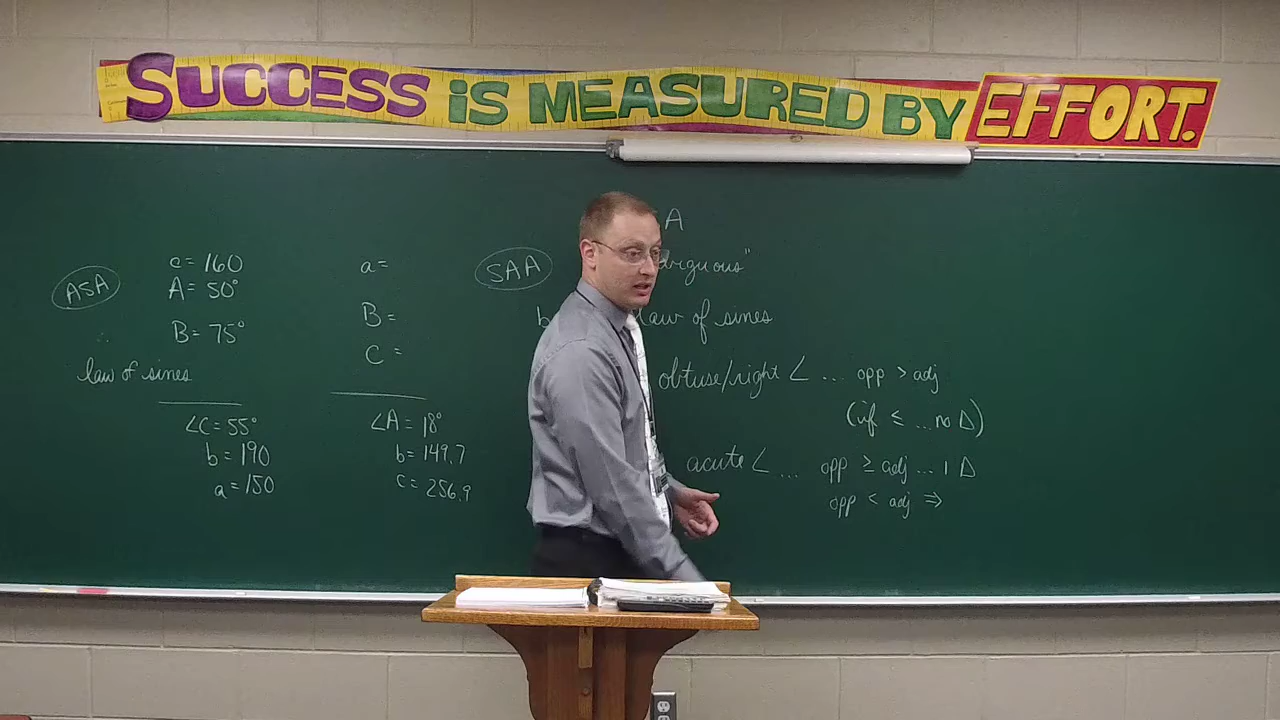 SUCCESS IS MEASURED BY EFFORT.
ASA
c = 160
A = 50°
B = 75°
law of sines
∠C = 55°
b = 190
a = 150
a =
B =
C =
∠A = 18°
b = 149.7
c = 256.9
SAA
A
b
law of sines
obtuse/right ∠ ... opp > adj
(if ≤ ... no Δ)
acute ∠ ... opp ≥ adj ... 1 Δ
opp < adj ⇒